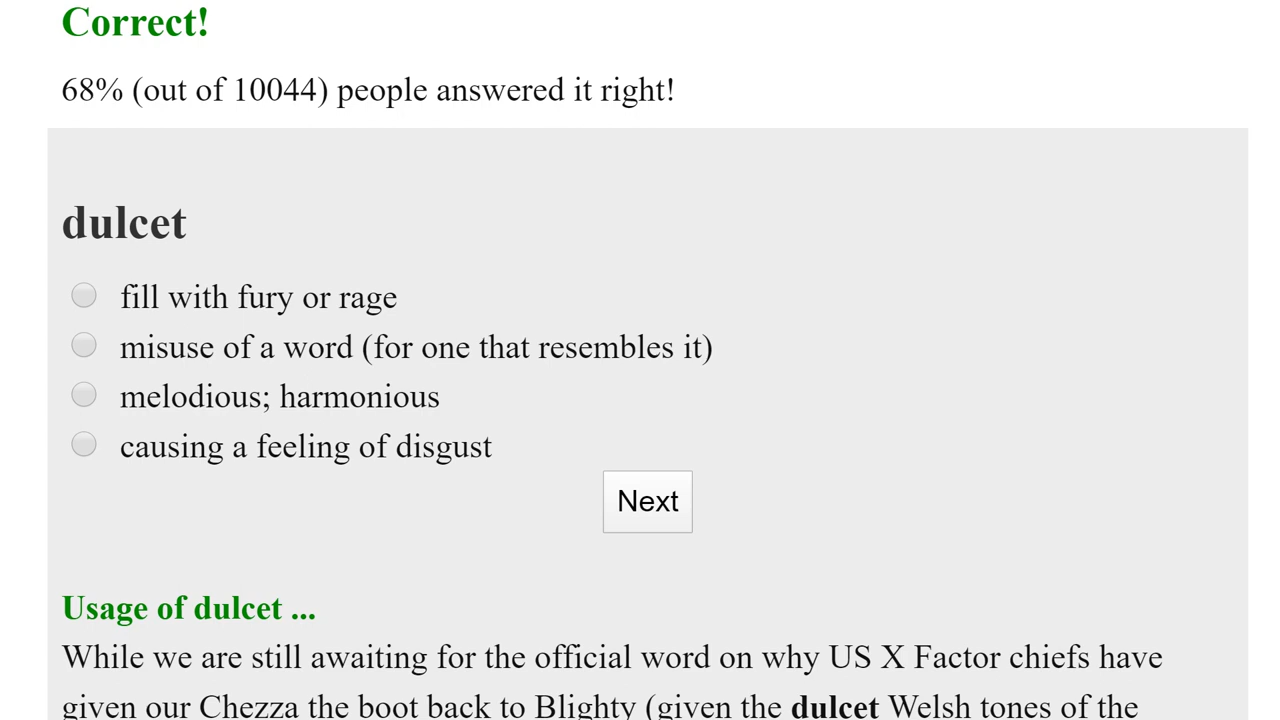 Correct!
68% (out of 10044) people answered it right!
dulcet
fill with fury or rage
misuse of a word (for one that resembles it)
melodious; harmonious
causing a feeling of disgust
Next
Usage of dulcet ...
While we are still awaiting for the official word on why US X Factor chiefs have
given our Chezza the boot back to Blighty (given the dulcet Welsh tones of the